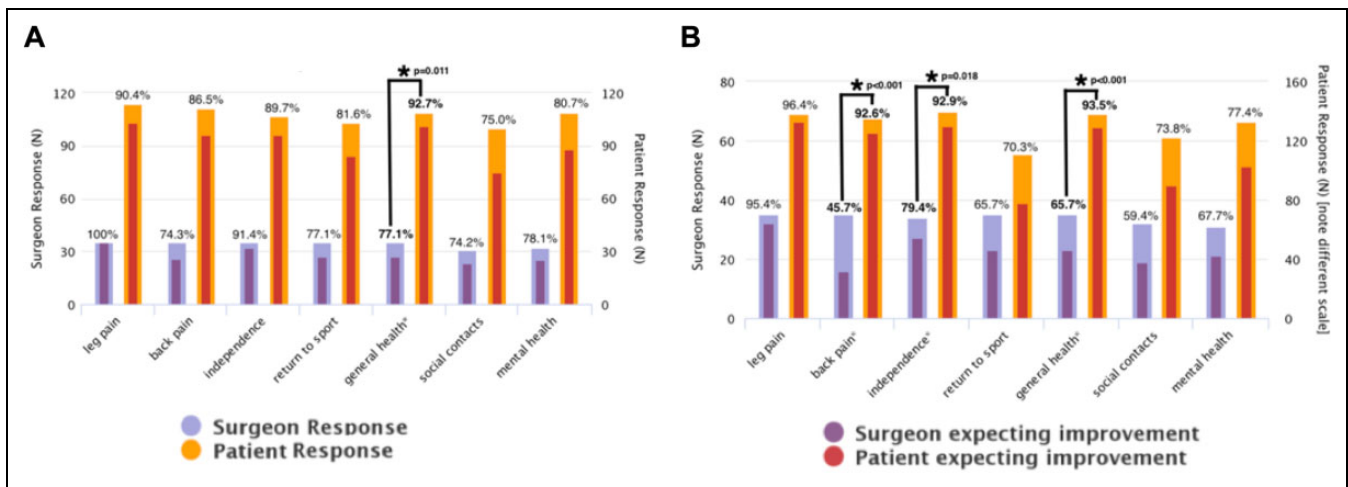 A
Surgeon Response (N)
120
90
60
30
0
90.4%
86.5%
89.7%
81.6%
* p=0.011
92.7%
75.0%
80.7%
100%
74.3%
91.4%
77.1%
77.1%
74.2%
78.1%
120
90
60
30
0
Patient Response (N)
leg pain
back pain
independence
return to sport
general health*
social contacts
mental health
Surgeon Response
Patient Response
B
Surgeon Response (N)
80
60
40
20
0
96.4%
* p<0.001
92.6%
* p=0.018
92.9%
70.3%
* p<0.001
93.5%
73.8%
77.4%
95.4%
45.7%
79.4%
65.7%
65.7%
59.4%
67.7%
160
120
80
40
0
Patient Response (N) [note different scale]
leg pain
back pain*
independence*
return to sport
general health*
social contacts
mental health
Surgeon expecting improvement
Patient expecting improvement